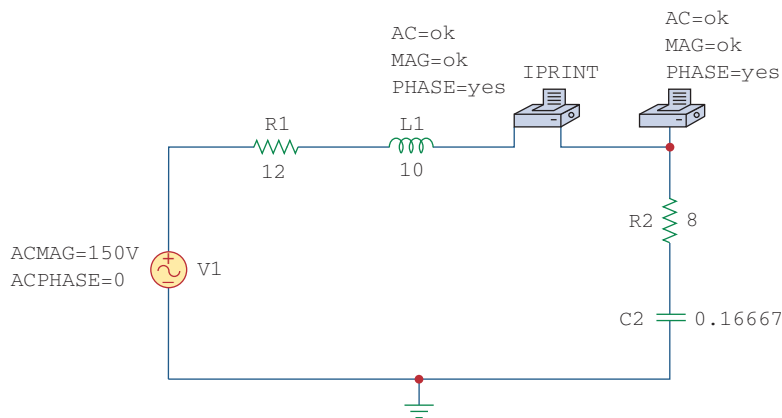 AC=ok
MAG=ok
PHASE=yes
IPRINT
AC=ok
MAG=ok
PHASE=yes
R1
12
L1
10
R2
8
ACMAG=150V
ACPHASE=0
V1
C2
0.16667